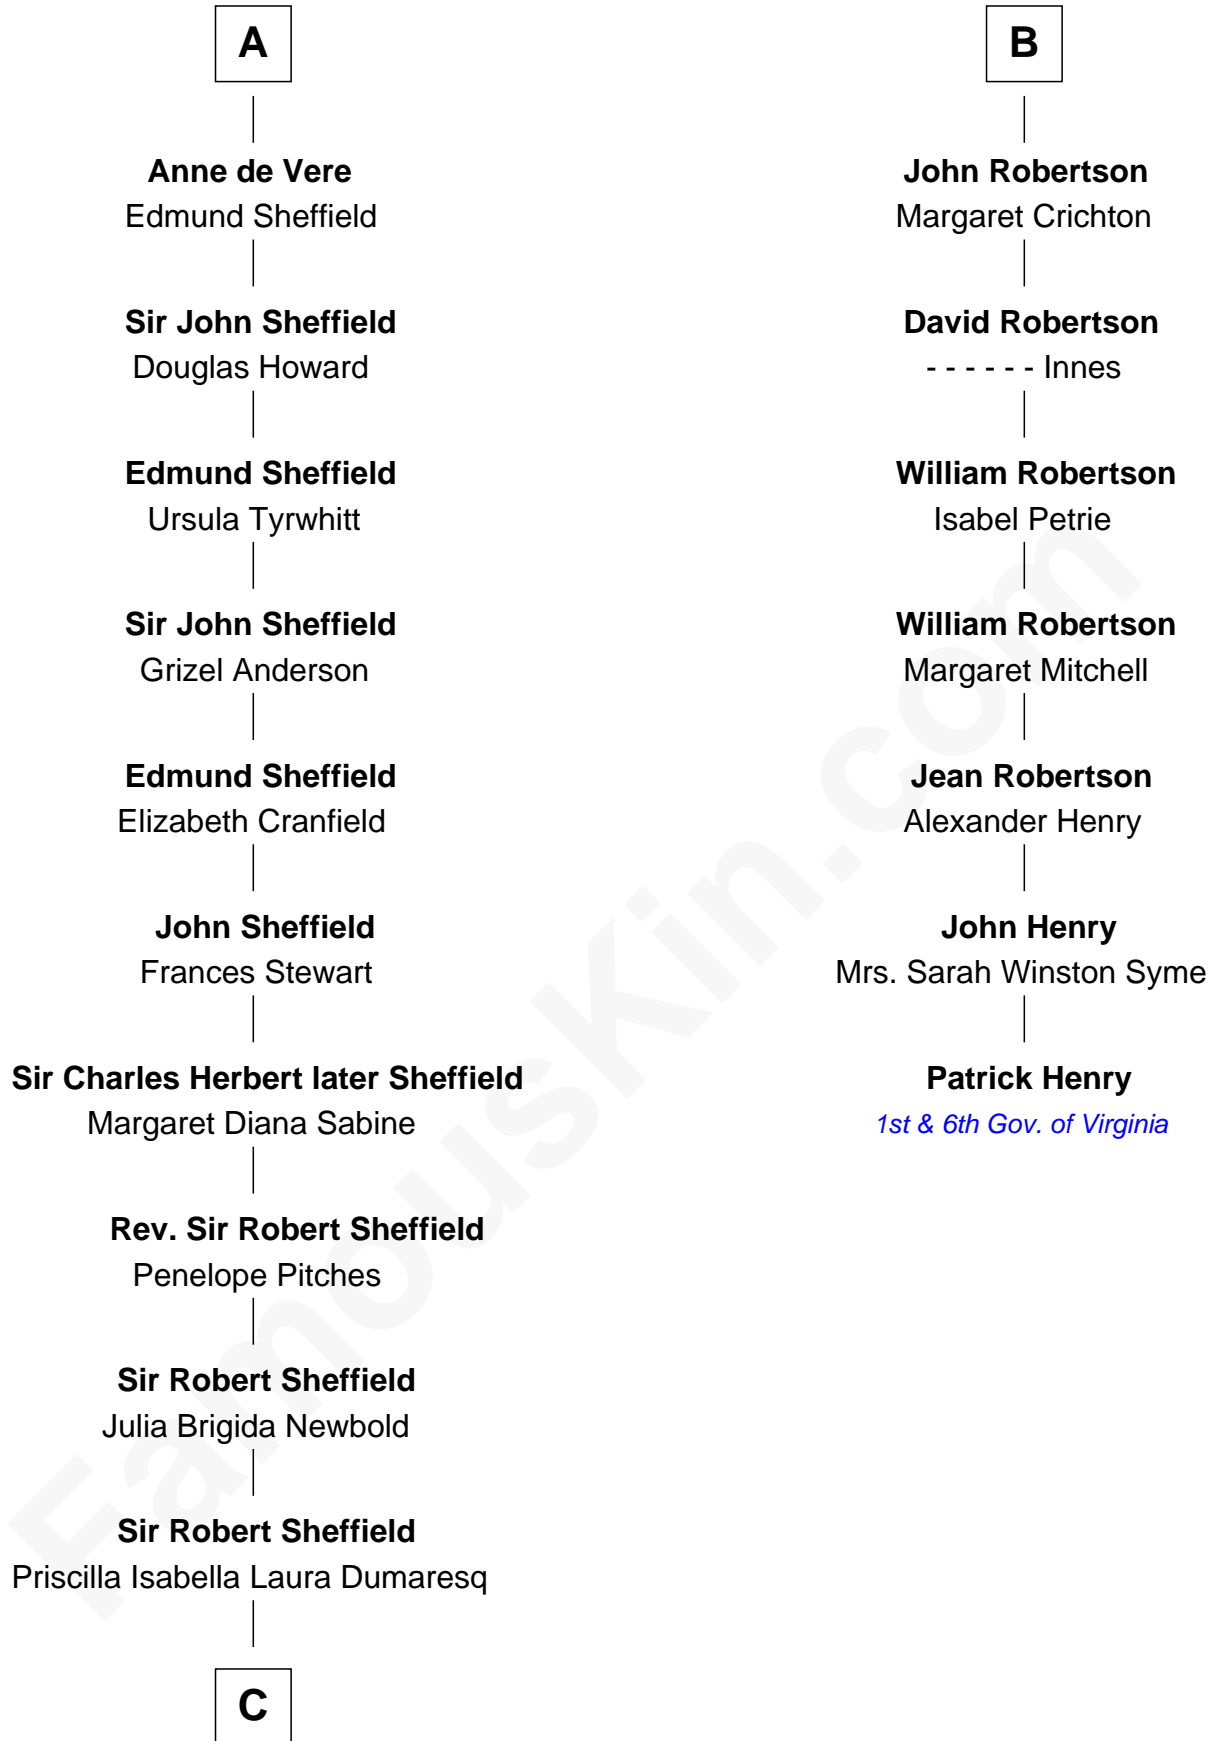 A
Anne de Vere
Edmund Sheffield
Sir John Sheffield
Douglas Howard
Edmund Sheffield
Ursula Tyrwhitt
Sir John Sheffield
Grizel Anderson
Edmund Sheffield
Elizabeth Cranfield
John Sheffield
Frances Stewart
Sir Charles Herbert later Sheffield
Margaret Diana Sabine
Rev. Sir Robert Sheffield
Penelope Pitches
Sir Robert Sheffield
Julia Brigida Newbold
Sir Robert Sheffield
Priscilla Isabella Laura Dumaresq
C
B
John Robertson
Margaret Crichton
David Robertson
- - - - - - Innes
William Robertson
Isabel Petrie
William Robertson
Margaret Mitchell
Jean Robertson
Alexander Henry
John Henry
Mrs. Sarah Winston Syme
Patrick Henry
1st & 6th Gov. of Virginia
FamousKin.com